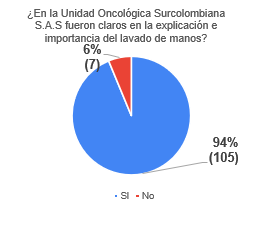 ¿En la Unidad Oncológica Surcolombiana
S.A.S fueron claros en la explicación e
importancia del lavado de manos?
6%
(7)
94%
(105)
SI No